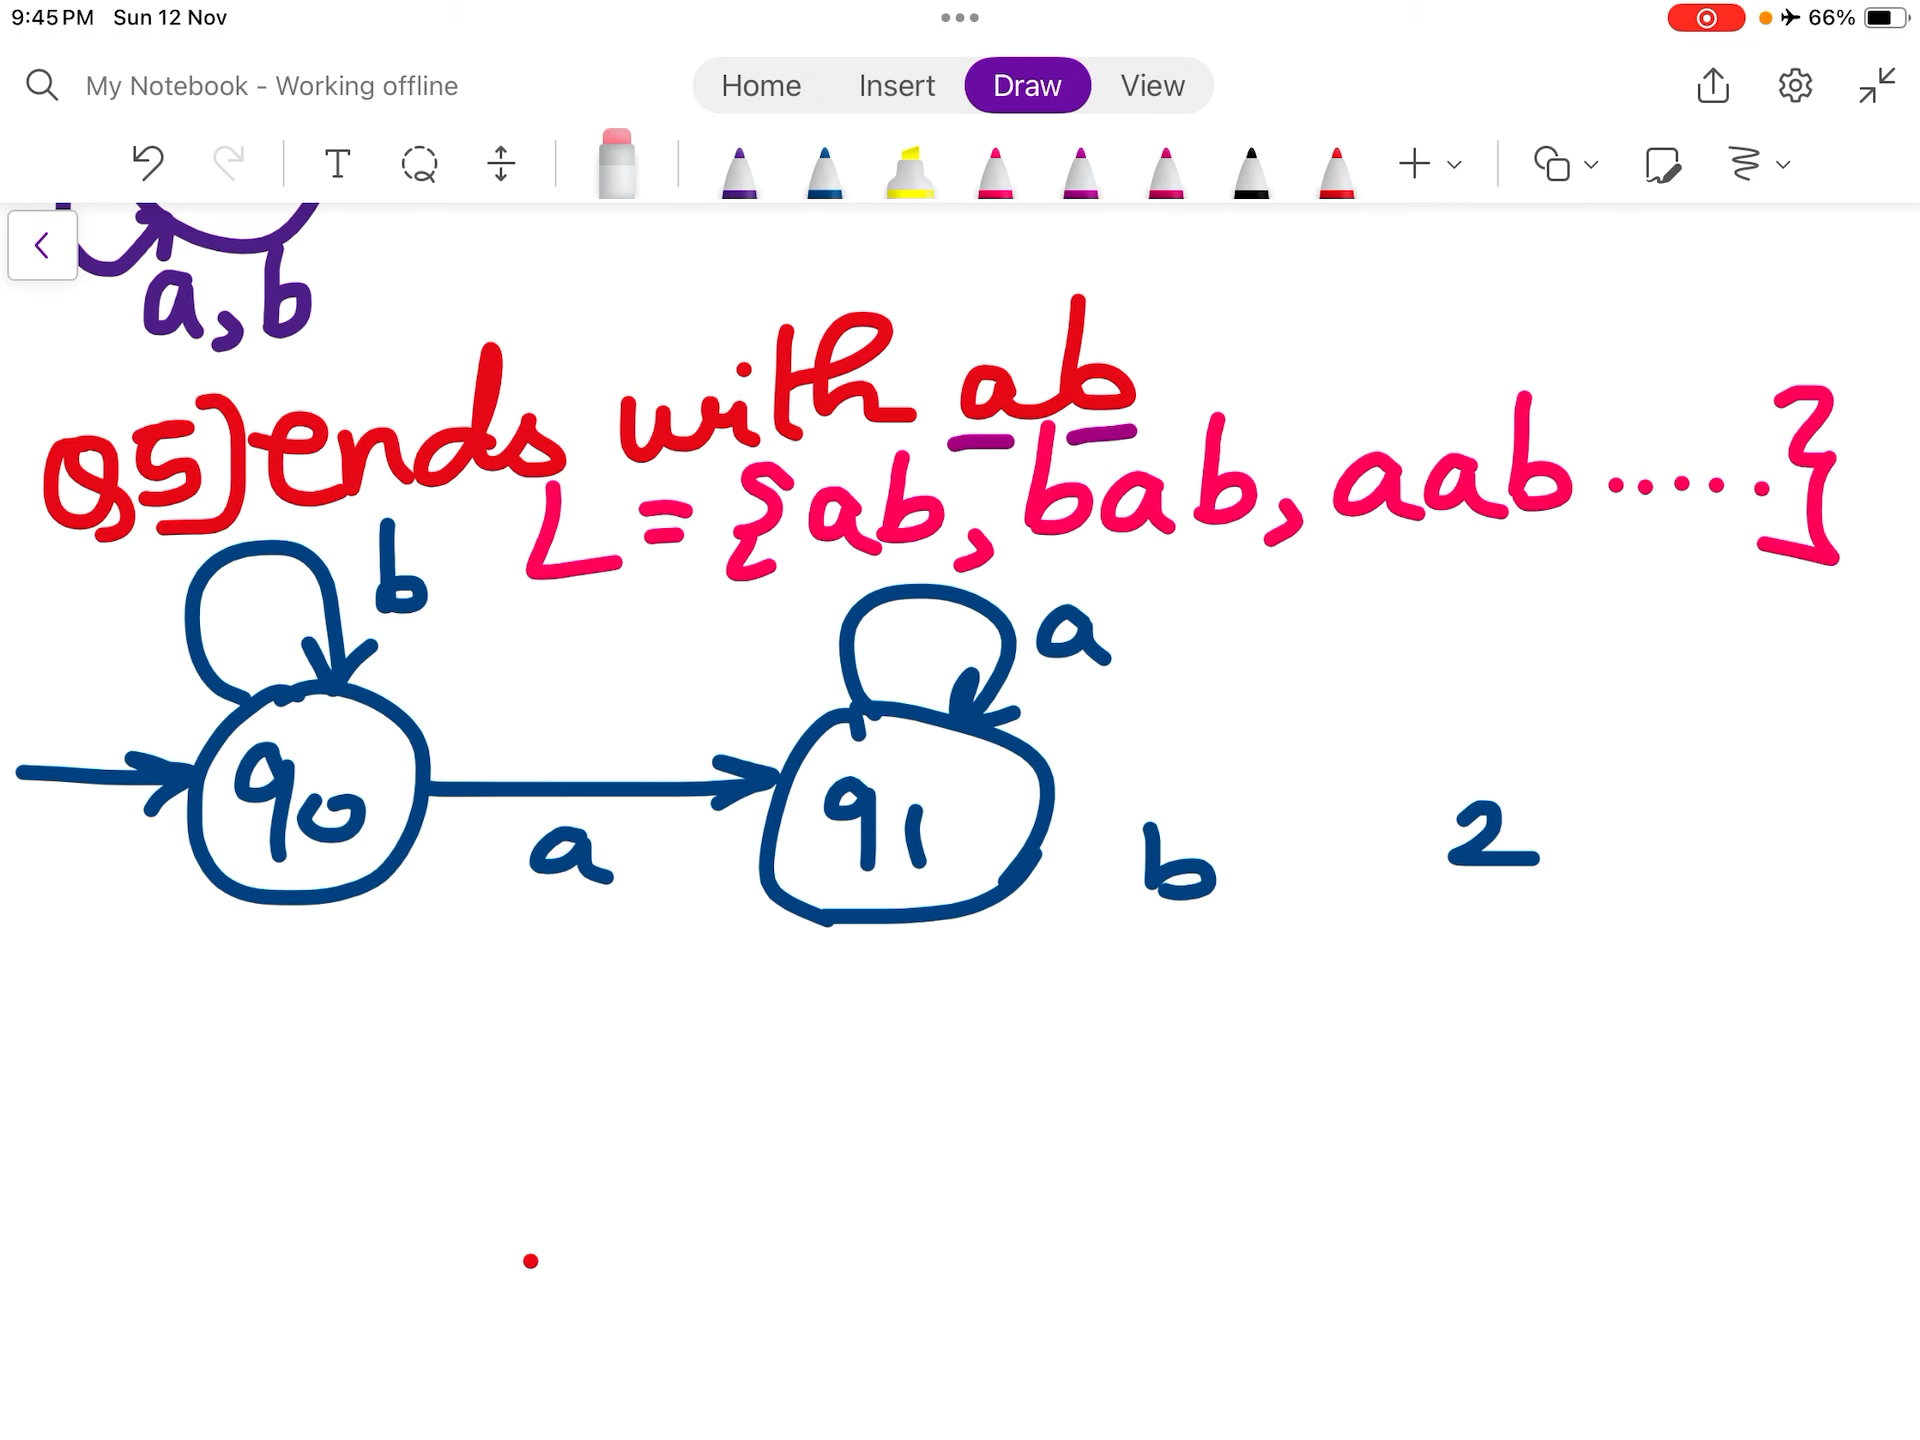 9:45 PM Sun 12 Nov
66%
My Notebook - Working offline
Home Insert Draw View
T
a,b
Q5] ends with ab
L = {ab, bab, aab .....}
b
a
q0
a
q1
b
2